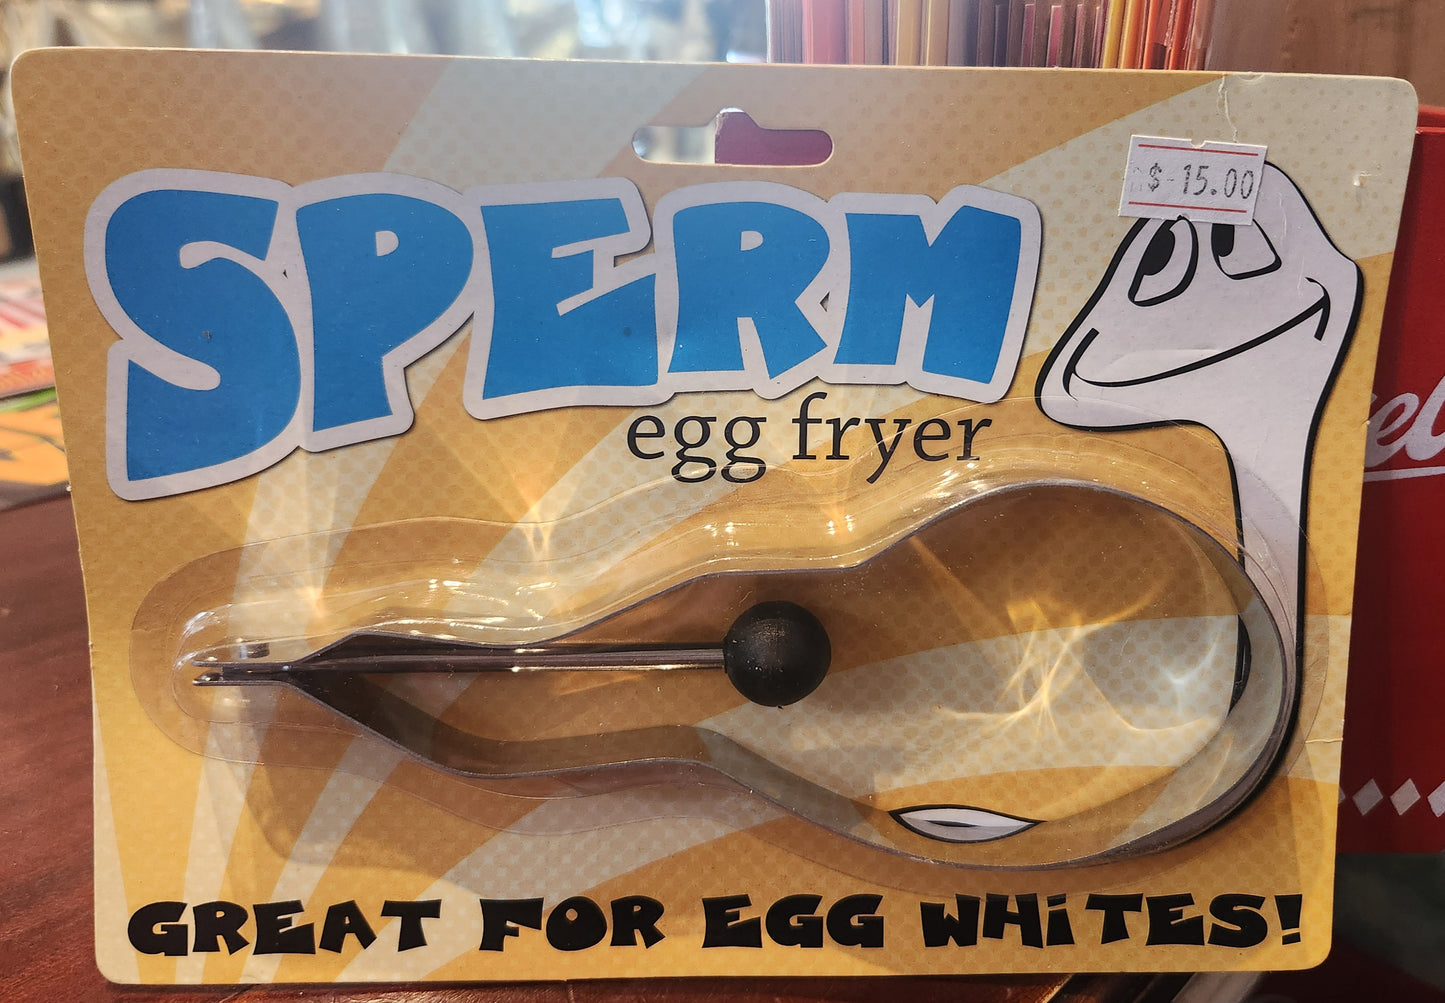 $ 15.00
SPERM
egg fryer
GREAT FOR EGG WHiTES!